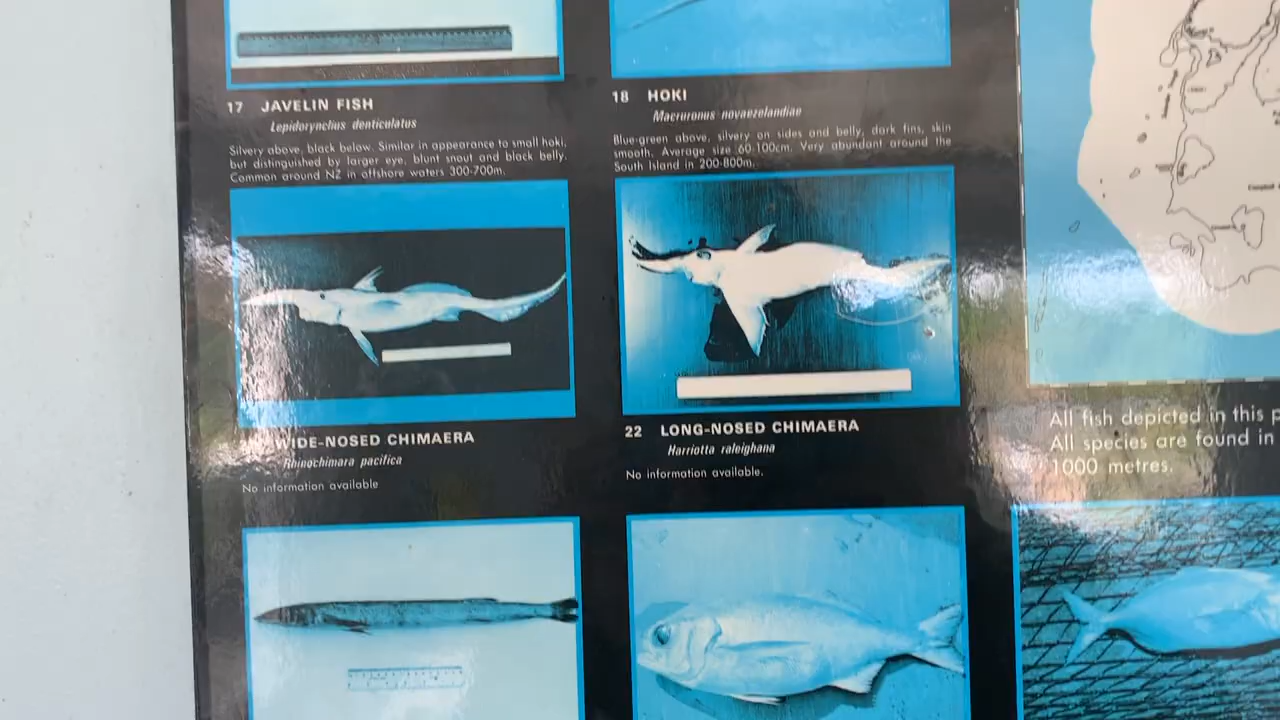 17 JAVELIN FISH
Lepidorynclius denticulatus
Silvery above, black below. Similar in appearance to small hoki,
but distinguished by larger eye, blunt snout and black belly.
Common around NZ in offshore waters 300-700m.
18 HOKI
Macruronus novaezelandiae
Blue-green above, silvery on sides and belly, dark fins, skin
smooth. Average size 60-100cm. Very abundant around the
South Island in 200-800m.
WIDE-NOSED CHIMAERA
Rhinochimara pacifica
No information available
22 LONG-NOSED CHIMAERA
Harriotta raleighana
No information available.
All fish depicted in this p
All species are found in
1000 metres.